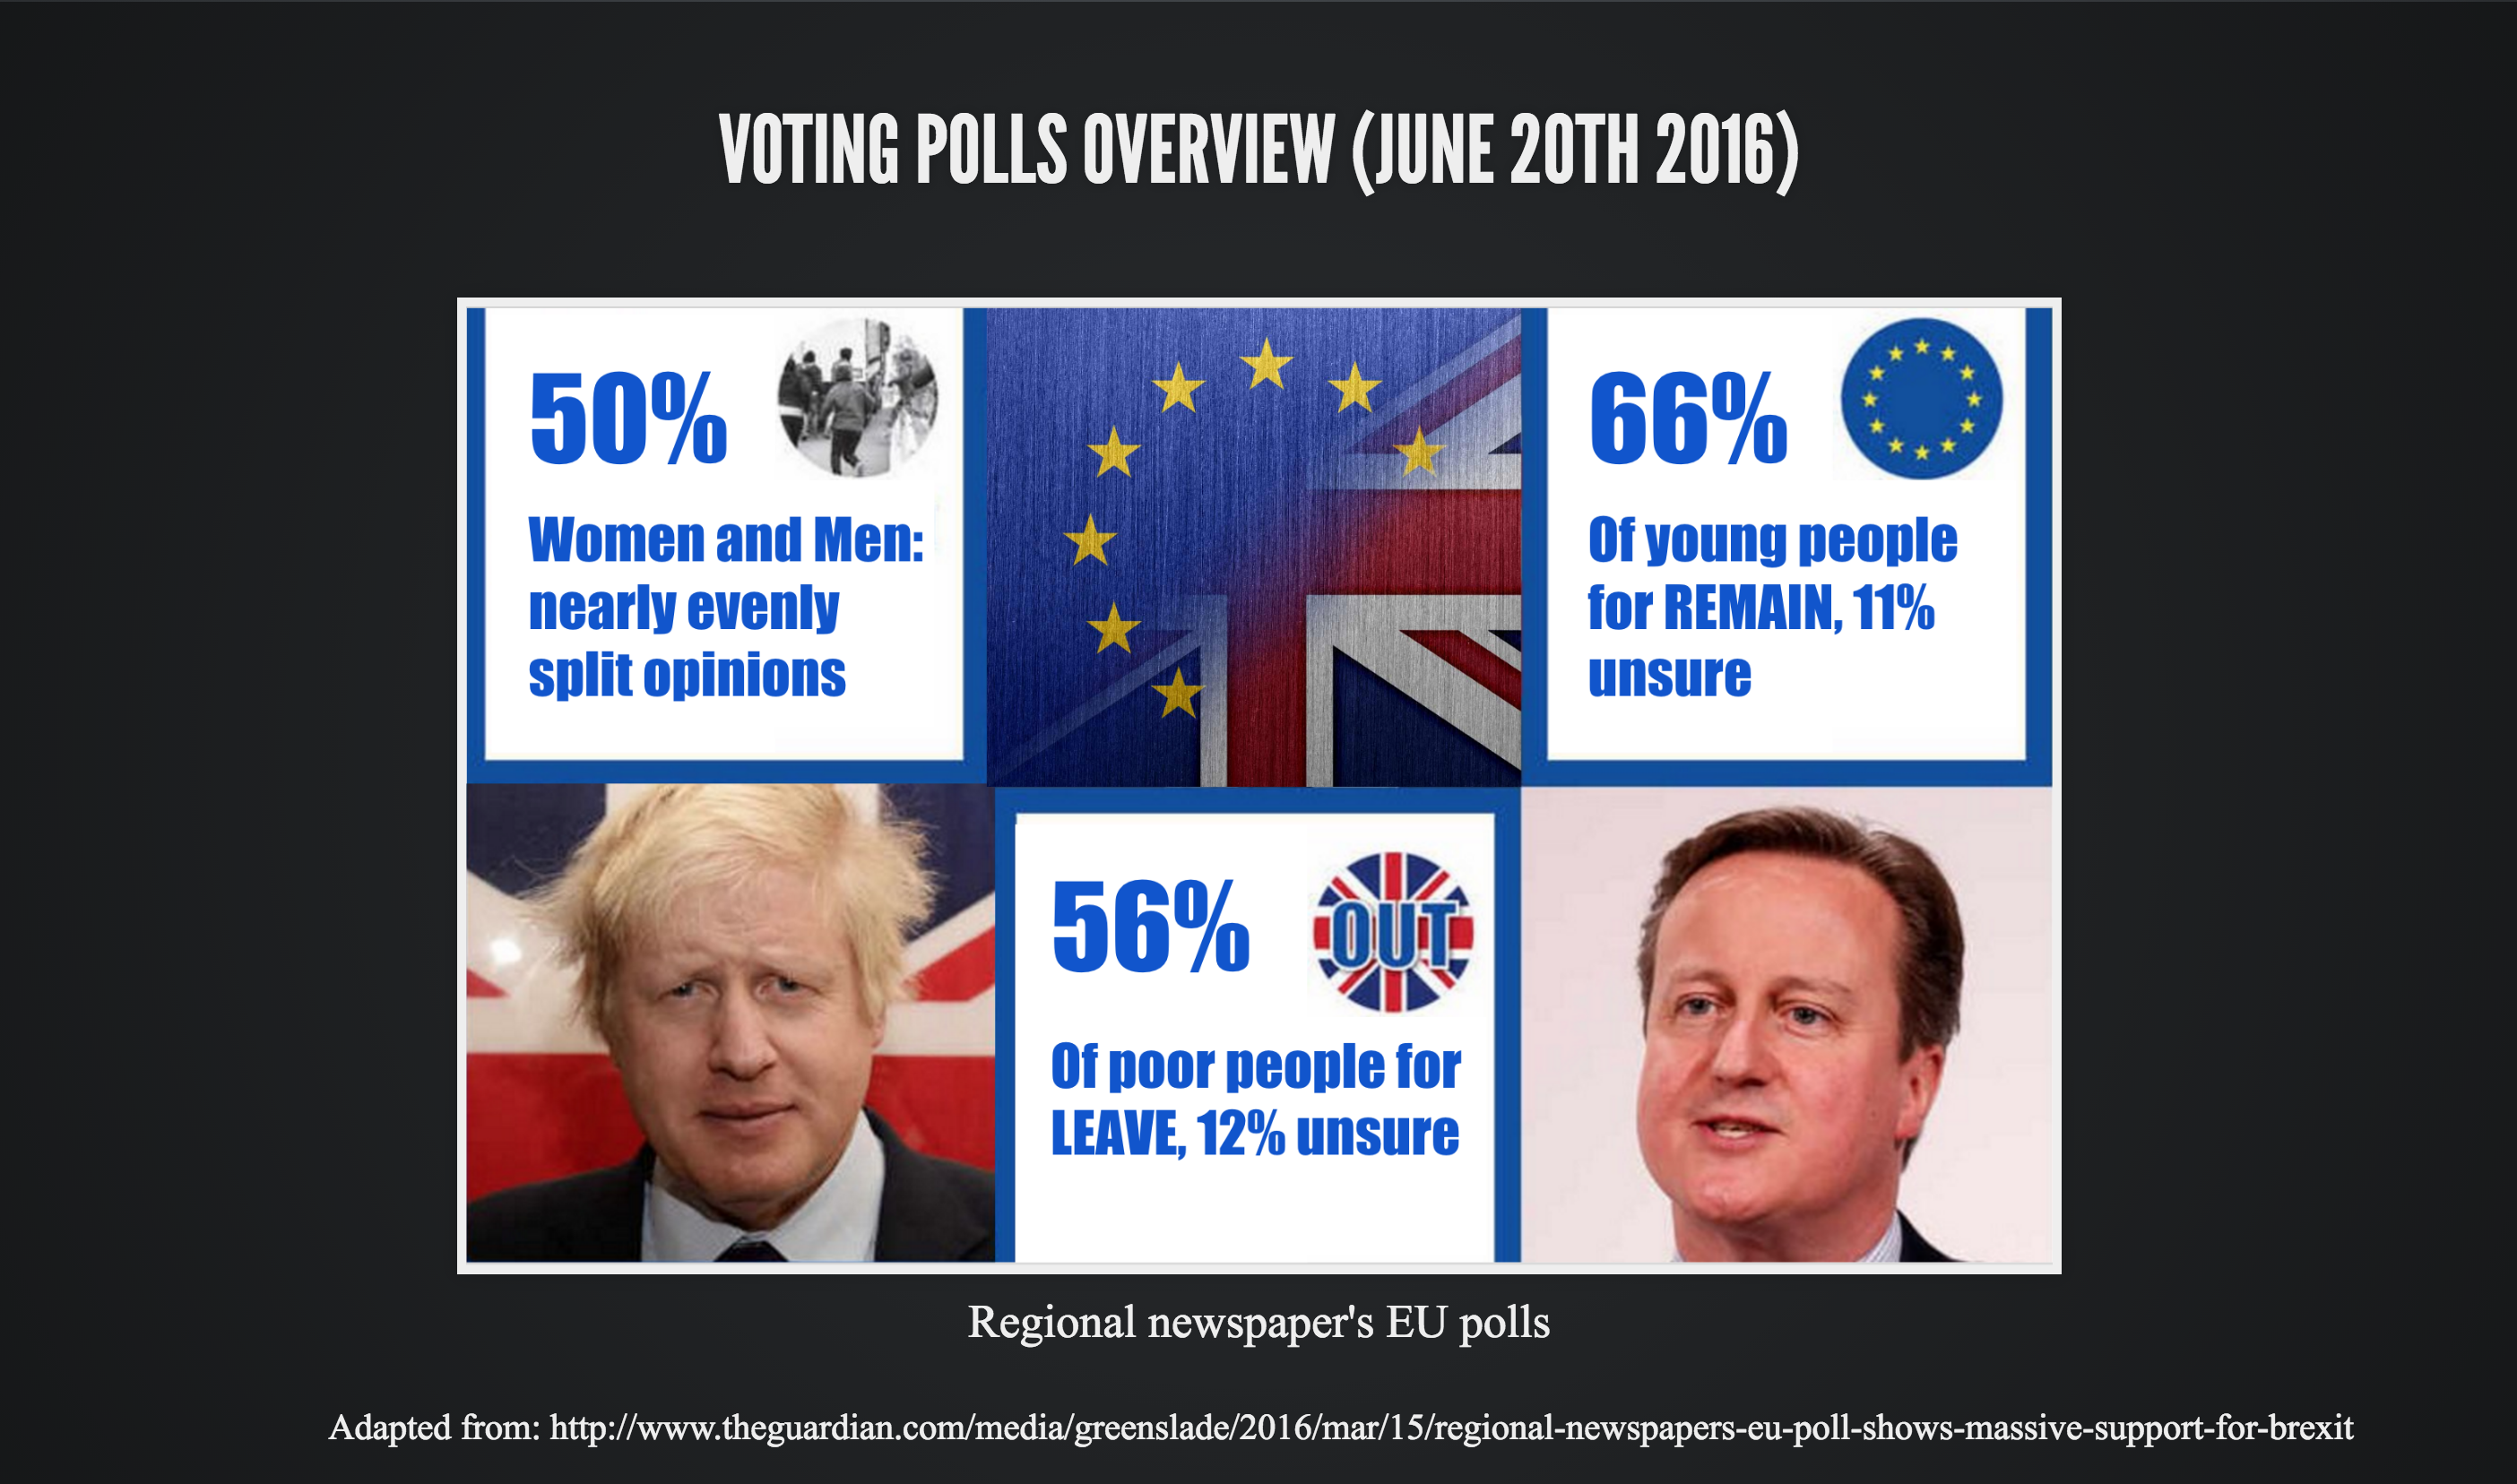 VOTING POLLS OVERVIEW (JUNE 20TH 2016)
50%
Women and Men:
nearly evenly
split opinions
66%
Of young people
for REMAIN, 11%
unsure
56%
OUT
Of poor people for
LEAVE, 12% unsure
Regional newspaper's EU polls
Adapted from: http://www.theguardian.com/media/greenslade/2016/mar/15/regional-newspapers-eu-poll-shows-massive-support-for-brexit